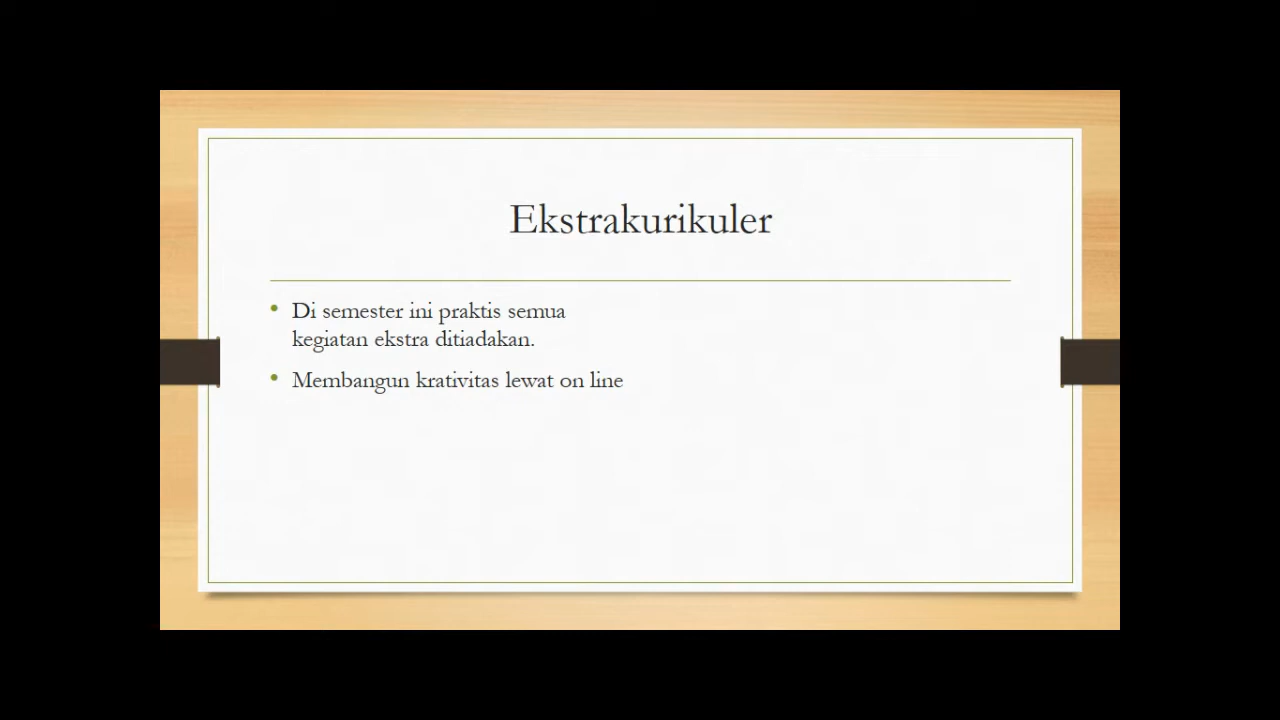 Ekstrakurikuler
• Di semester ini praktis semua
kegiatan ekstra ditiadakan.
• Membangun krativitas lewat on line